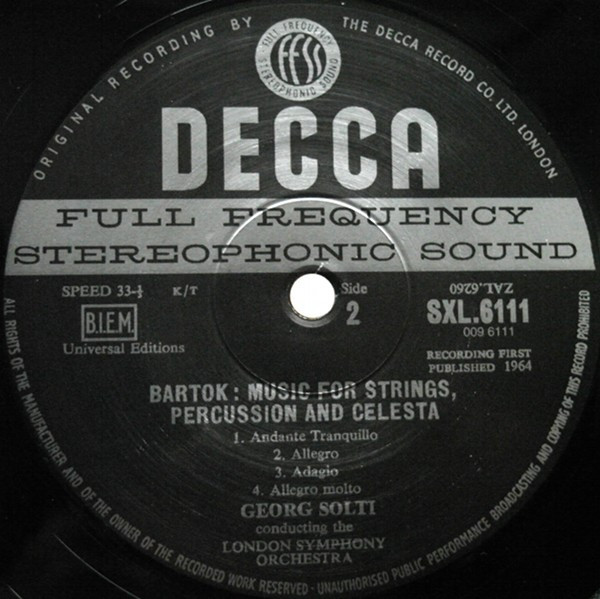 ORIGINAL RECORDING BY THE DECCA RECORD CO. LTD. LONDON
FULL FREQUENCY
FFSS
STEREOPHONIC SOUND
DECCA
FULL FREQUENCY
STEREOPHONIC SOUND
SPEED 33-⅓ K/T
B.I.E.M.
Universal Editions
Side
2
ZAL.6260
SXL.6111
009 6111
RECORDING FIRST
PUBLISHED 1964
BARTOK: MUSIC FOR STRINGS,
PERCUSSION AND CELESTA
1. Andante Tranquillo
2. Allegro
3. Adagio
4. Allegro molto
GEORG SOLTI
conducting the
LONDON SYMPHONY
ORCHESTRA
ALL RIGHTS OF THE MANUFACTURER AND OF THE OWNER OF THE RECORDED WORK RESERVED · UNAUTHORISED PUBLIC PERFORMANCE BROADCASTING AND COPYING OF THIS RECORD PROHIBITED